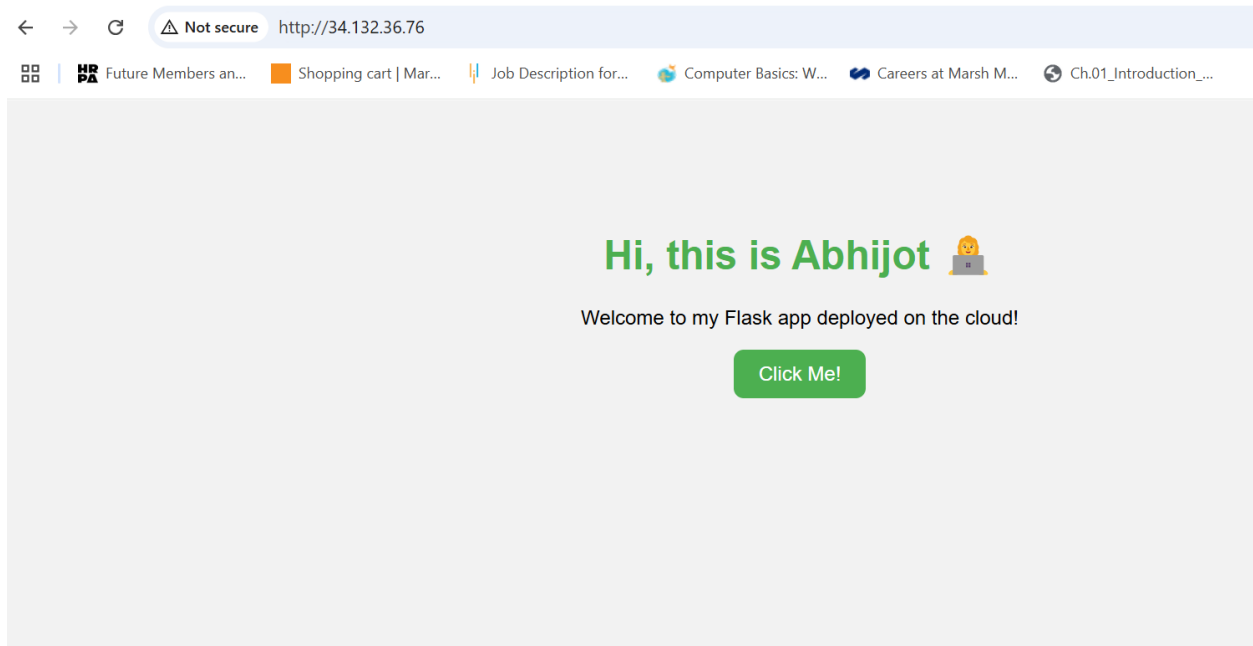 Not secure http://34.132.36.76
HR PA Future Members an... Shopping cart | Mar... Job Description for... Computer Basics: W... Careers at Marsh M... Ch.01_Introduction_...
Hi, this is Abhijot 👩‍💻
Welcome to my Flask app deployed on the cloud!
Click Me!